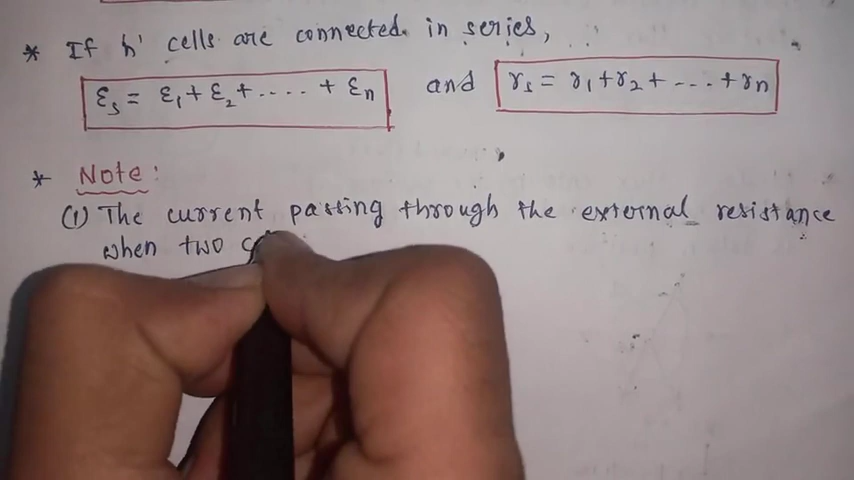 * If 'n' cells are connected in series,
εs = ε1 + ε2 + .... + εn and rs = r1 + r2 + ... + rn
* Note:
(1) The current passing through the external resistance
when two